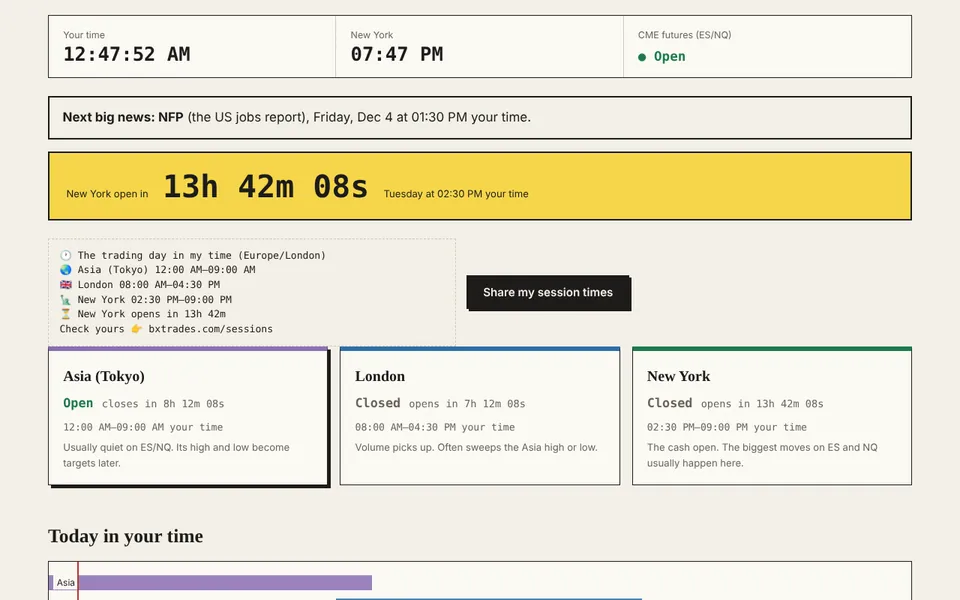 Your time
12:47:52 AM
New York
07:47 PM
CME futures (ES/NQ)
Open
Next big news: NFP (the US jobs report), Friday, Dec 4 at 01:30 PM your time.
New York open in 13h 42m 08s Tuesday at 02:30 PM your time
🕐 The trading day in my time (Europe/London)
🌏 Asia (Tokyo) 12:00 AM–09:00 AM
🇬🇧 London 08:00 AM–04:30 PM
🗽 New York 02:30 PM–09:00 PM
⏳ New York opens in 13h 42m
Check yours 👉 bxtrades.com/sessions
Share my session times
Asia (Tokyo)
Open closes in 8h 12m 08s
12:00 AM–09:00 AM your time
Usually quiet on ES/NQ. Its high and low become
targets later.
London
Closed opens in 7h 12m 08s
08:00 AM–04:30 PM your time
Volume picks up. Often sweeps the Asia high or low.
New York
Closed opens in 13h 42m 08s
02:30 PM–09:00 PM your time
The cash open. The biggest moves on ES and NQ
usually happen here.
Today in your time
Asia